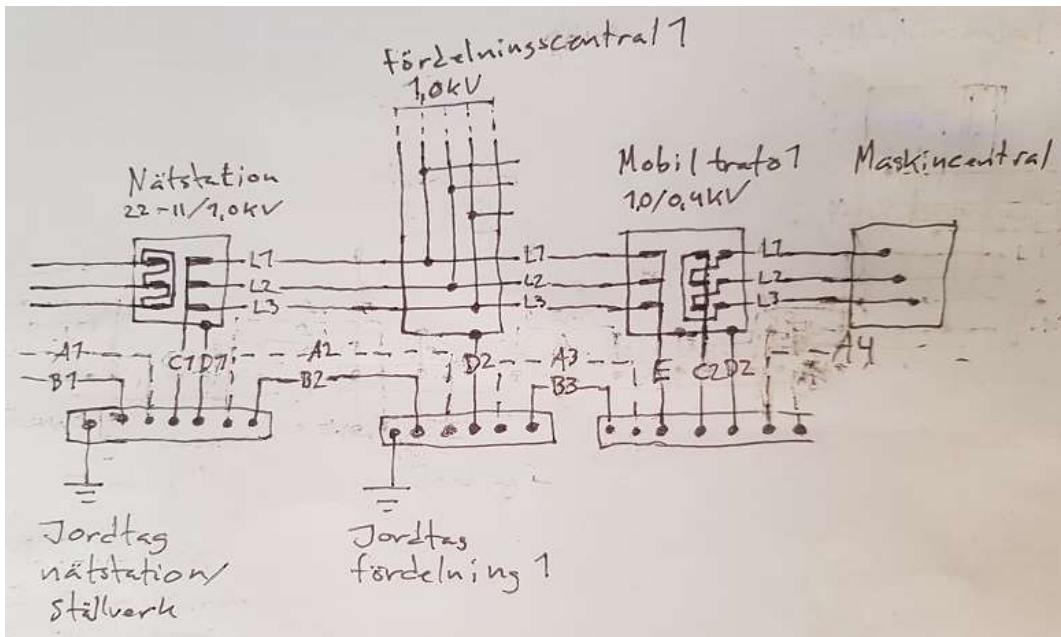 fördelningscentral 1
1,0kV
Nätstation
22-11/1,0kV
Mobil trafo 1
1,0/0,4kV
Maskincentral
L1
L1
L1
L2
L2
L2
L3
L3
L3
A1
C1
D1
A2
D2
A3
E
C2
D2
A4
B1
B2
B3
Jordtag
nätstation/
Ställverk
Jordtag
fördelning 1